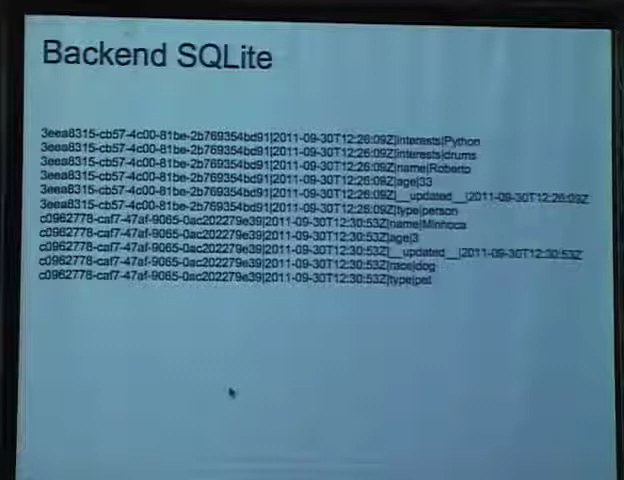 Backend SQLite
3eea8315-cb57-4c00-81be-2b769354bd91|2011-09-30T12:26:09Z|interests|Python
3eea8315-cb57-4c00-81be-2b769354bd91|2011-09-30T12:26:09Z|interests|drums
3eea8315-cb57-4c00-81be-2b769354bd91|2011-09-30T12:26:09Z|name|Roberto
3eea8315-cb57-4c00-81be-2b769354bd91|2011-09-30T12:26:09Z|age|33
3eea8315-cb57-4c00-81be-2b769354bd91|2011-09-30T12:26:09Z|__updated__|2011-09-30T12:26:09Z
3eea8315-cb57-4c00-81be-2b769354bd91|2011-09-30T12:26:09Z|type|person
c0962778-caf7-47af-9065-0ac202279e39|2011-09-30T12:30:53Z|name|Minhoca
c0962778-caf7-47af-9065-0ac202279e39|2011-09-30T12:30:53Z|age|3
c0962778-caf7-47af-9065-0ac202279e39|2011-09-30T12:30:53Z|__updated__|2011-09-30T12:30:53Z
c0962778-caf7-47af-9065-0ac202279e39|2011-09-30T12:30:53Z|race|dog
c0962778-caf7-47af-9065-0ac202279e39|2011-09-30T12:30:53Z|type|pet